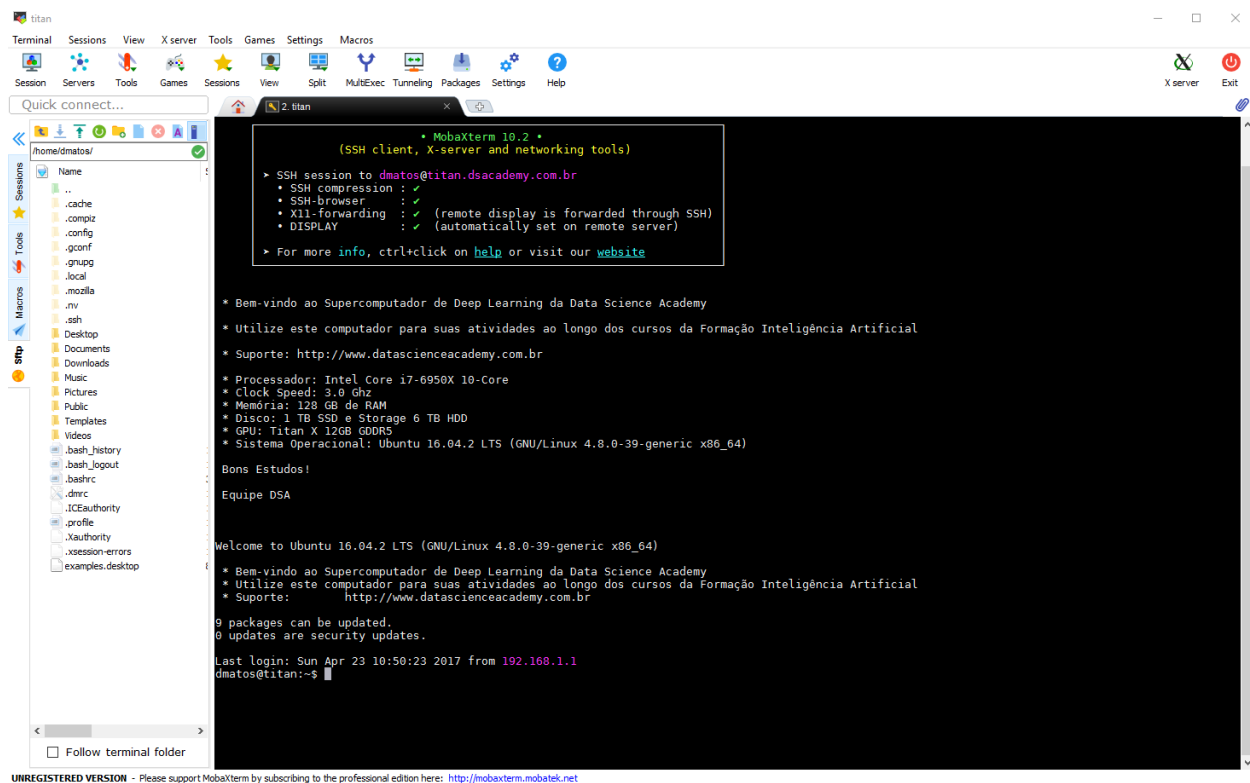 titan
Terminal Sessions View X server Tools Games Settings Macros
Session Servers Tools Games Sessions View Split MultiExec Tunneling Packages Settings Help X server Exit
Quick connect...
2. titan
/home/dmatos/
Name
Sessions
Tools
Macros
Sftp
..
.cache
.compiz
.config
.gconf
.gnupg
.local
.mozilla
.nv
.ssh
Desktop
Documents
Downloads
Music
Pictures
Public
Templates
Videos
.bash_history
.bash_logout
.bashrc
.dmrc
.ICEauthority
.profile
.Xauthority
.xsession-errors
examples.desktop
Follow terminal folder
• MobaXterm 10.2 •
(SSH client, X-server and networking tools)
➤ SSH session to dmatos@titan.dsacademy.com.br
• SSH compression : ✔
• SSH-browser : ✔
• X11-forwarding : ✔ (remote display is forwarded through SSH)
• DISPLAY : ✔ (automatically set on remote server)
➤ For more info, ctrl+click on help or visit our website
* Bem-vindo ao Supercomputador de Deep Learning da Data Science Academy
* Utilize este computador para suas atividades ao longo dos cursos da Formação Inteligência Artificial
* Suporte: http://www.datascienceacademy.com.br
* Processador: Intel Core i7-6950X 10-Core
* Clock Speed: 3.0 Ghz
* Memória: 128 GB de RAM
* Disco: 1 TB SSD e Storage 6 TB HDD
* GPU: Titan X 12GB GDDR5
* Sistema Operacional: Ubuntu 16.04.2 LTS (GNU/Linux 4.8.0-39-generic x86_64)
Bons Estudos!
Equipe DSA
Welcome to Ubuntu 16.04.2 LTS (GNU/Linux 4.8.0-39-generic x86_64)
* Bem-vindo ao Supercomputador de Deep Learning da Data Science Academy
* Utilize este computador para suas atividades ao longo dos cursos da Formação Inteligência Artificial
* Suporte: http://www.datascienceacademy.com.br
9 packages can be updated.
0 updates are security updates.
Last login: Sun Apr 23 10:50:23 2017 from 192.168.1.1
dmatos@titan:~$
UNREGISTERED VERSION - Please support MobaXterm by subscribing to the professional edition here: http://mobaxterm.mobatek.net